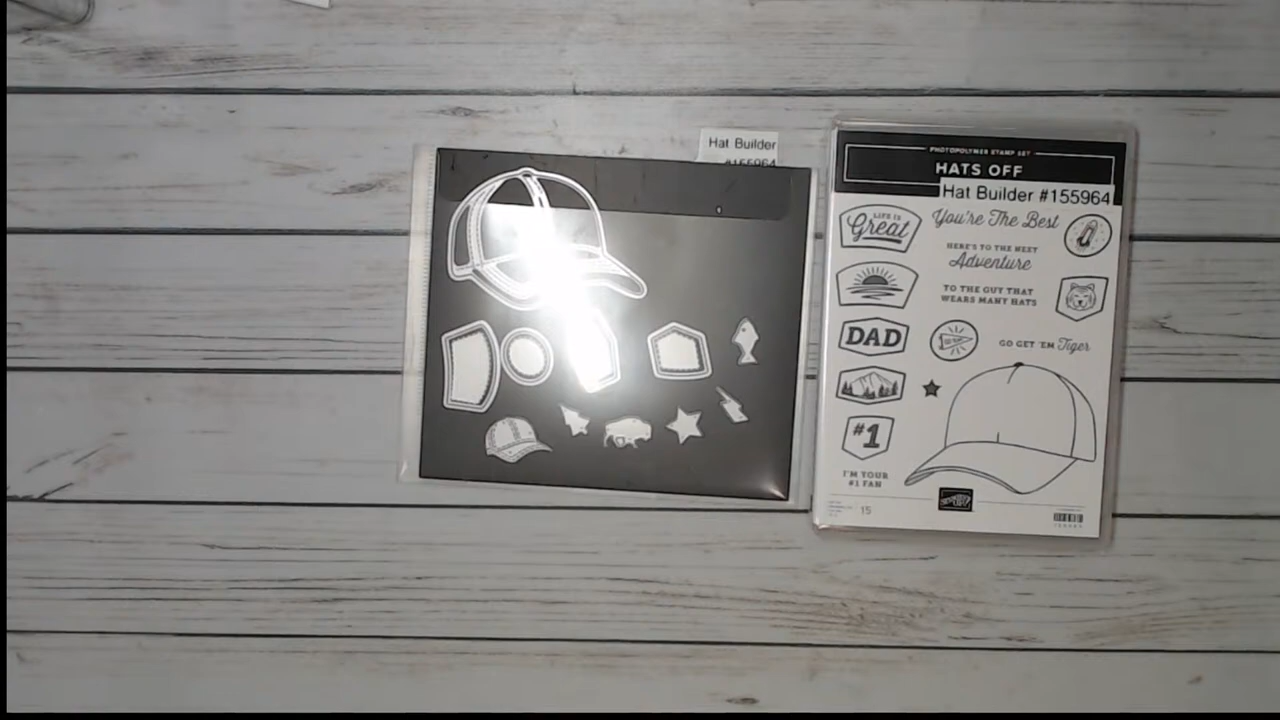 Hat Builder
#155964
PHOTOPOLYMER STAMP SET
HATS OFF
Hat Builder #155964
LIFE IS
Great
You're The Best
HERE'S TO THE NEXT
Adventure
TO THE GUY THAT
WEARS MANY HATS
DAD
GO GET 'EM Tiger
#1
I'M YOUR
#1 FAN
STAMPIN' UP!
15